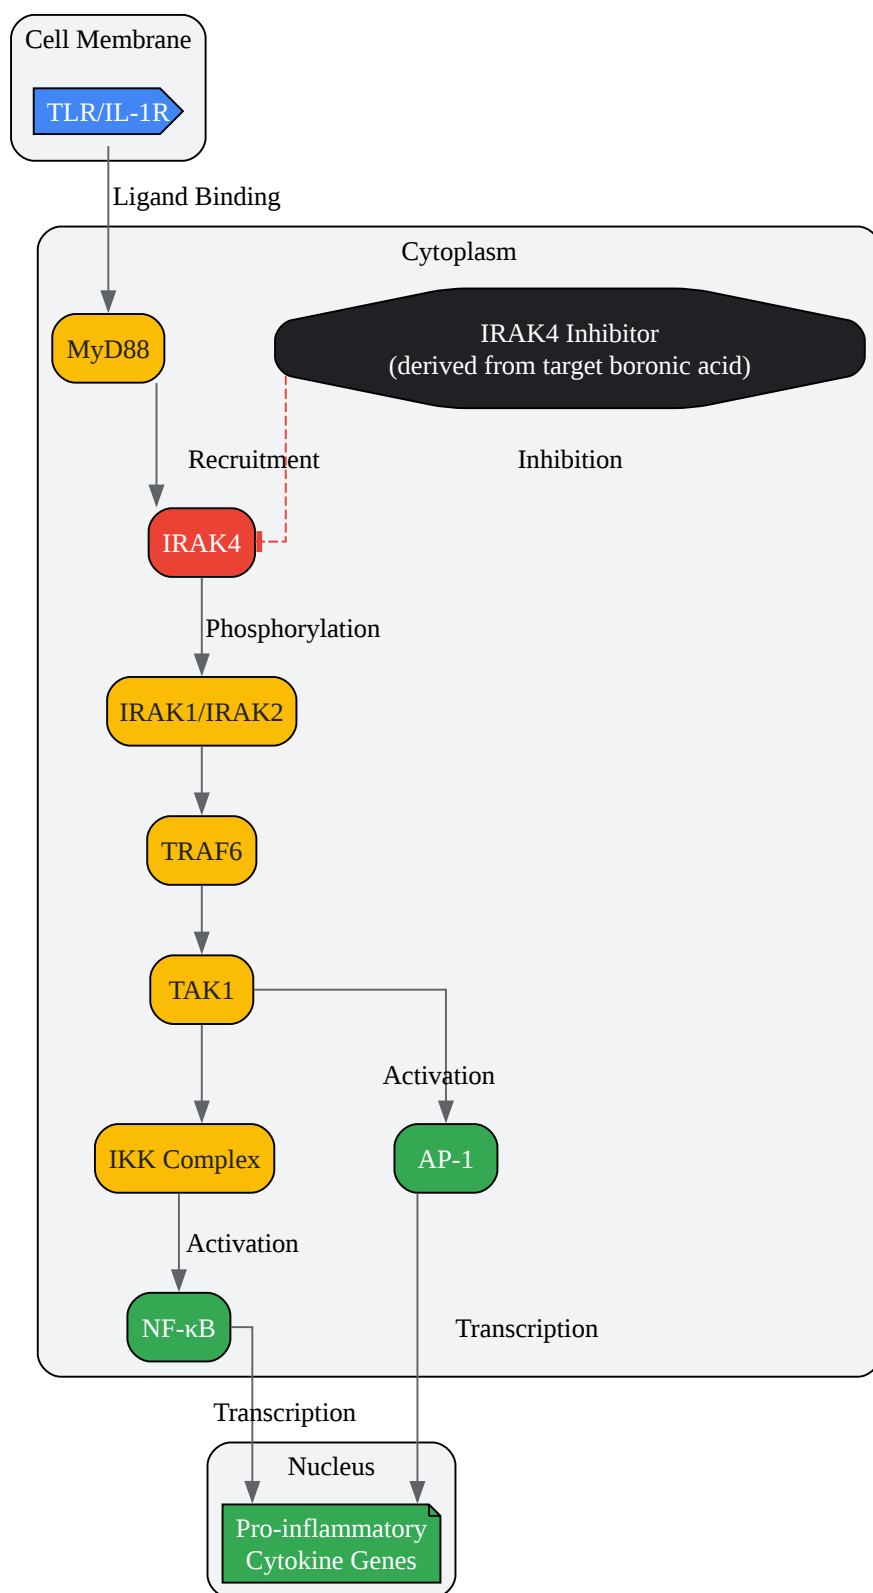 Cell Membrane
TLR/IL-1R
Ligand Binding
Cytoplasm
MyD88
IRAK4 Inhibitor
(derived from target boronic acid)
Recruitment
Inhibition
IRAK4
Phosphorylation
IRAK1/IRAK2
TRAF6
TAK1
Activation
IKK Complex
AP-1
Activation
NF-κB
Transcription
Transcription
Nucleus
Pro-inflammatory
Cytokine Genes